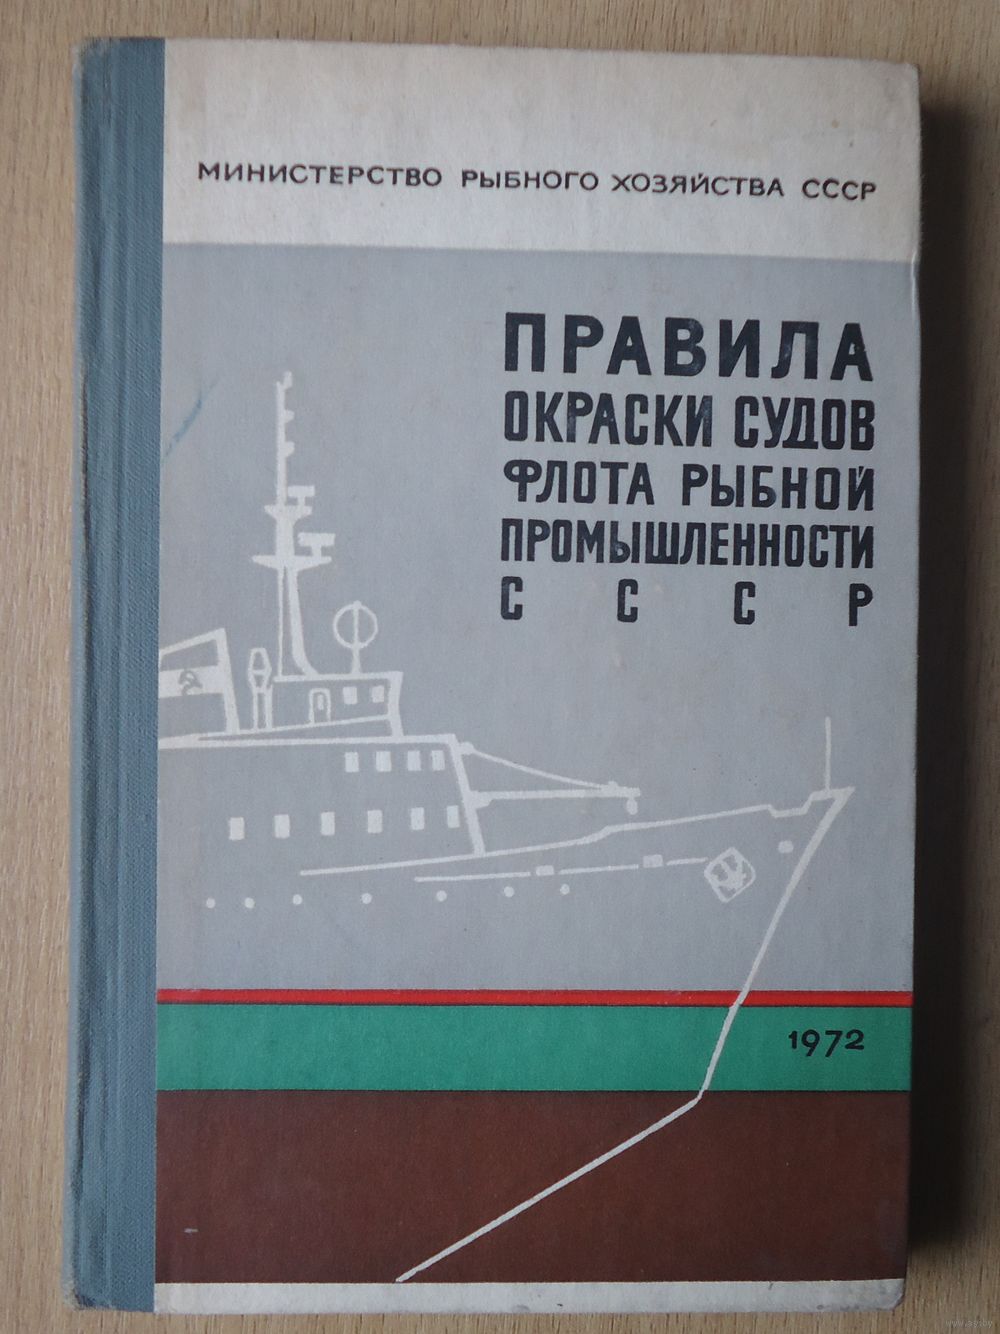 МИНИСТЕРСТВО РЫБНОГО ХОЗЯЙСТВА СССР
ПРАВИЛА
ОКРАСКИ СУДОВ
ФЛОТА РЫБНОЙ
ПРОМЫШЛЕННОСТИ
СССР
1972